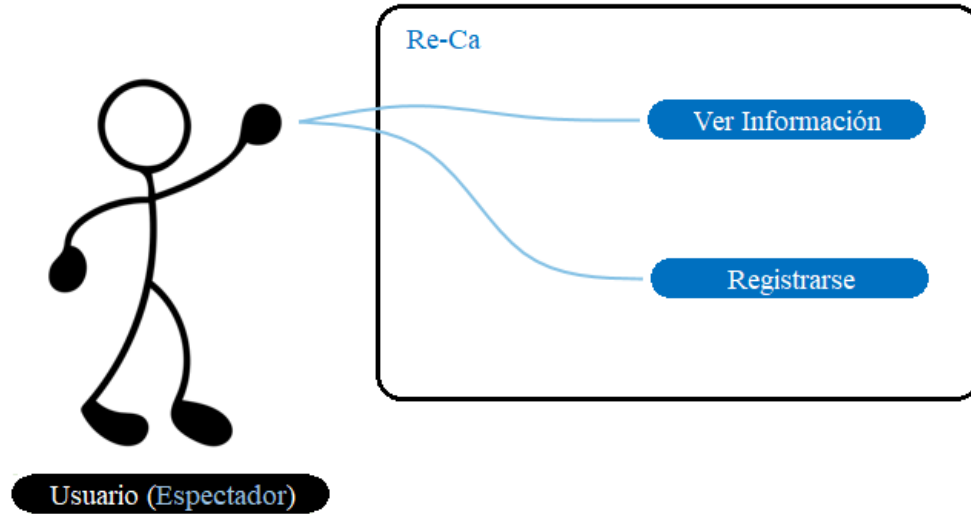 Re-Ca
Ver Información
Registrarse
Usuario (Espectador)